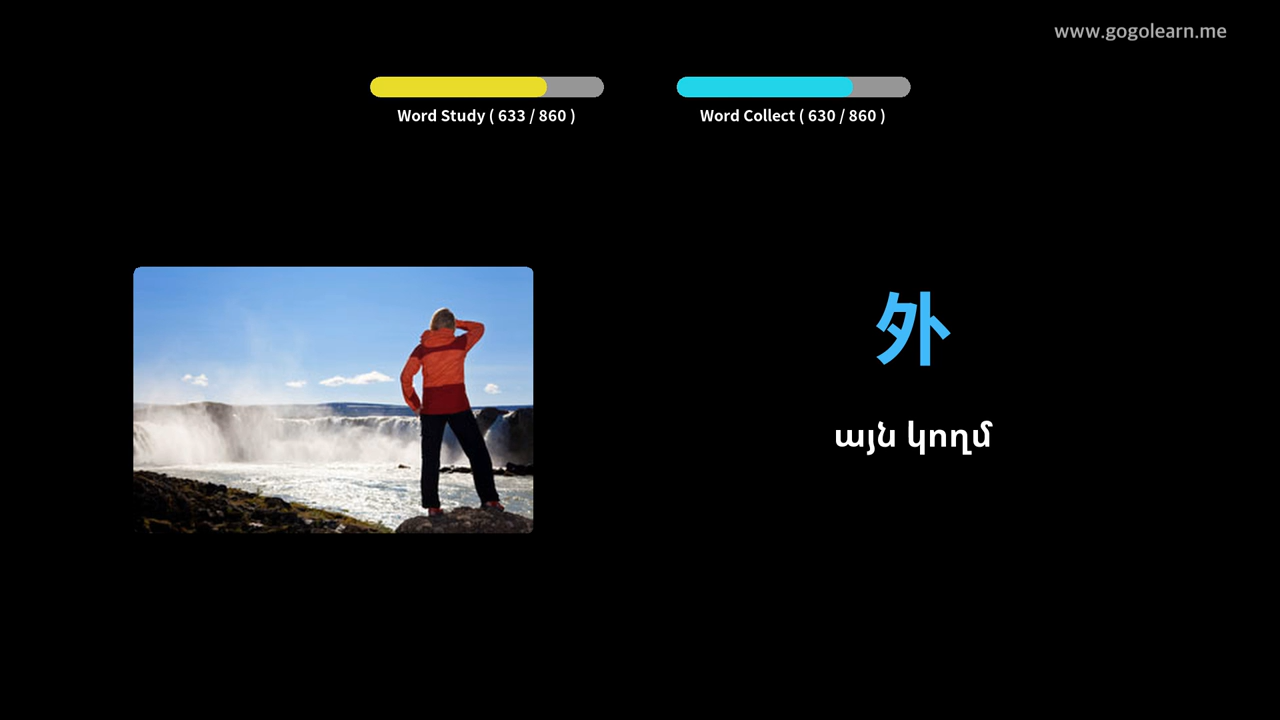 www.gogolearn.me
Word Study ( 633 / 860 )
Word Collect ( 630 / 860 )
外
այն կողմ